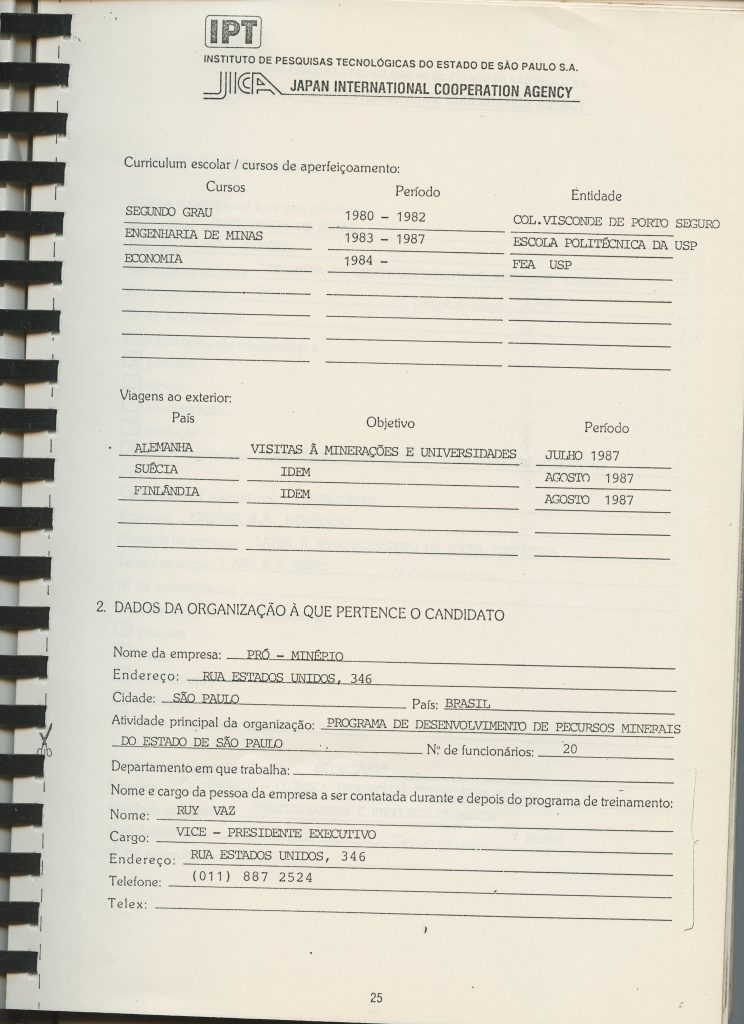 IPT
INSTITUTO DE PESQUISAS TECNOLÓGICAS DO ESTADO DE SÃO PAULO S.A.
JICA JAPAN INTERNATIONAL COOPERATION AGENCY
Curriculum escolar / cursos de aperfeiçoamento:
Cursos Período Entidade
SEGUNDO GRAU 1980 - 1982 COL.VISCONDE DE PORTO SEGURO
ENGENHARIA DE MINAS 1983 - 1987 ESCOLA POLITÉCNICA DA USP
ECONOMIA 1984 - FEA USP
Viagens ao exterior:
País Objetivo Período
ALEMANHA VISITAS À MINERAÇÕES E UNIVERSIDADES JULHO 1987
SUÉCIA IDEM AGOSTO 1987
FINLÂNDIA IDEM AGOSTO 1987
2. DADOS DA ORGANIZAÇÃO À QUE PERTENCE O CANDIDATO
Nome da empresa: PRÓ - MINÉPIO
Endereço: RUA ESTADOS UNIDOS, 346
Cidade: SÃO PAULO País: BRASIL
Atividade principal da organização: PROGRAMA DE DESENVOLVIMENTO DE PECURSOS MINERAIS
DO ESTADO DE SÃO PAULO N.º de funcionários: 20
Departamento em que trabalha:
Nome e cargo da pessoa da empresa a ser contatada durante e depois do programa de treinamento:
Nome: RUY VAZ
Cargo: VICE - PRESIDENTE EXECUTIVO
Endereço: RUA ESTADOS UNIDOS, 346
Telefone: (011) 887 2524
Telex:
25